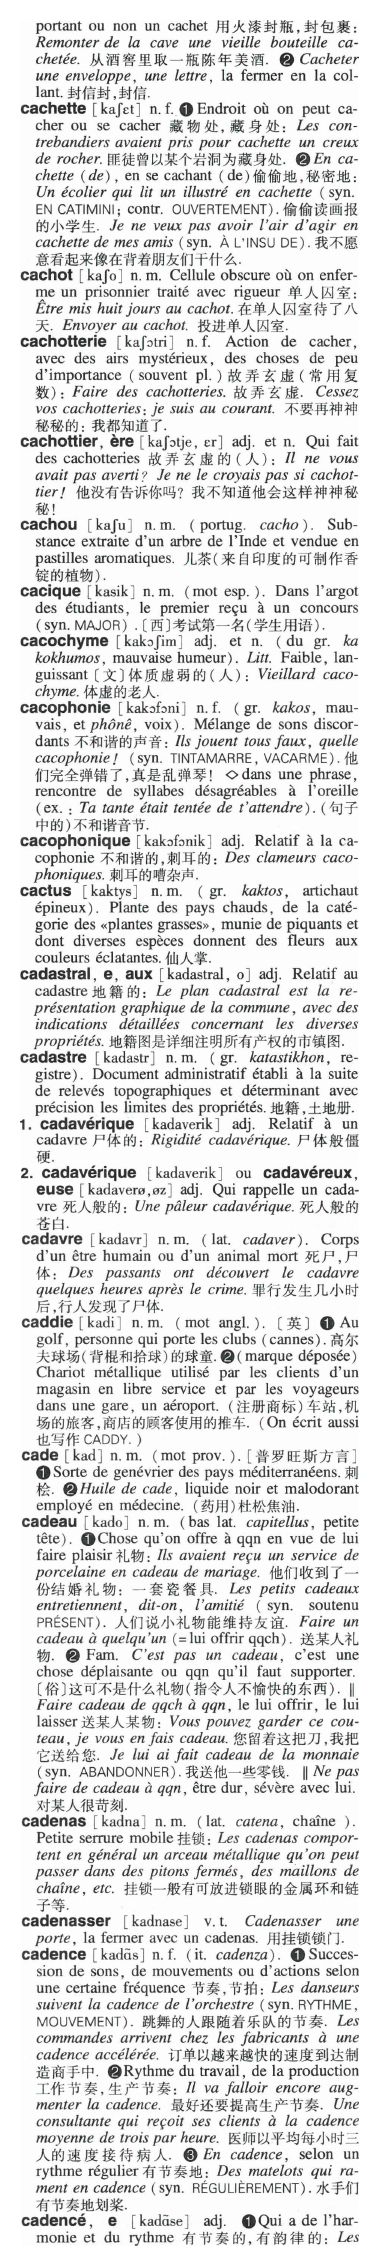 portant ou non un cachet 用火漆封瓶,封包裹:
Remonter de la cave une vieille bouteille ca-
chetée. 从酒窖里取一瓶陈年美酒. ❷ Cacheter
une enveloppe, une lettre, la fermer en la col-
lant. 封信封,封信.
cachette [kaʃɛt] n. f. ❶ Endroit où on peut ca-
cher ou se cacher 藏物处,藏身处: Les con-
trebandiers avaient pris pour cachette un creux
de rocher. 匪徒曾以某个岩洞为藏身处. ❷ En ca-
chette (de), en se cachant (de)偷偷地,秘密地:
Un écolier qui lit un illustré en cachette (syn.
EN CATIMINI; contr. OUVERTEMENT). 偷偷读画报
的小学生. Je ne veux pas avoir l'air d'agir en
cachette de mes amis (syn. À L'INSU DE). 我不愿
意看起来像在背着朋友们干什么.
cachot [kaʃo] n. m. Cellule obscure où on enfer-
me un prisonnier traité avec rigueur 单人囚室:
Être mis huit jours au cachot. 在单人囚室待了八
天. Envoyer au cachot. 投进单人囚室.
cachotterie [kaʃɔtri] n. f. Action de cacher,
avec des airs mystérieux, des choses de peu
d'importance (souvent pl.) 故弄玄虚(常用复
数): Faire des cachotteries. 故弄玄虚. Cessez
vos cachotteries: je suis au courant. 不要再神神
秘秘的: 我都知道了.
cachottier, ère [kaʃɔtje, ɛr] adj. et n. Qui fait
des cachotteries 故弄玄虚的(人): Il ne vous
avait pas averti? Je ne le croyais pas si cachot-
tier! 他没有告诉你吗? 我不知道他会这样神神秘
秘!
cachou [kaʃu] n. m. (portug. cacho). Sub-
stance extraite d'un arbre de l'Inde et vendue en
pastilles aromatiques. 儿茶(来自印度的可制作香
锭的植物).
cacique [kasik] n. m. (mot esp.). Dans l'argot
des étudiants, le premier reçu à un concours
(syn. MAJOR). [西]考试第一名(学生用语).
cacochyme [kakɔʃim] adj. et n. (du gr. ka
kokhumos, mauvaise humeur). Litt. Faible, lan-
guissant [文]体质虚弱的(人): Vieillard caco-
chyme. 体虚的老人.
cacophonie [kakɔfɔni] n. f. (gr. kakos, mau-
vais, et phônê, voix). Mélange de sons discor-
dants 不和谐的声音: Ils jouent tous faux, quelle
cacophonie! (syn. TINTAMARRE, VACARME). 他
们完全弹错了,真是乱弹琴! ◇dans une phrase,
rencontre de syllabes désagréables à l'oreille
(ex. : Ta tante était tentée de t'attendre). (句子
中的)不和谐音节.
cacophonique [kakɔfɔnik] adj. Relatif à la ca-
cophonie 不和谐的,刺耳的: Des clameurs caco-
phoniques. 刺耳的嘈杂声.
cactus [kaktys] n. m. (gr. kaktos, artichaut
épineux). Plante des pays chauds, de la caté-
gorie des «plantes grasses», munie de piquants et
dont diverses espèces donnent des fleurs aux
couleurs éclatantes. 仙人掌.
cadastral, e, aux [kadastral, o] adj. Relatif au
cadastre 地籍的: Le plan cadastral est la re-
présentation graphique de la commune, avec des
indications détaillées concernant les diverses
propriétés. 地籍图是详细注明所有产权的市镇图.
cadastre [kadastr] n. m. (gr. katastikhon, re-
gistre). Document administratif établi à la suite
de relevés topographiques et déterminant avec
précision les limites des propriétés. 地籍,土地册.
1. cadavérique [kadaverik] adj. Relatif à un
cadavre 尸体的: Rigidité cadavérique. 尸体般僵
硬.
2. cadavérique [kadaverik] ou cadavéreux,
euse [kadaverø,øz] adj. Qui rappelle un cada-
vre 死人般的: Une pâleur cadavérique. 死人般的
苍白.
cadavre [kadavr] n. m. (lat. cadaver). Corps
d'un être humain ou d'un animal mort 死尸,尸
体: Des passants ont découvert le cadavre
quelques heures après le crime. 罪行发生几小时
后,行人发现了尸体.
caddie [kadi] n. m. (mot angl.). [英] ❶ Au
golf, personne qui porte les clubs (cannes). 高尔
夫球场(背棍和拾球)的球童. ❷(marque déposée)
Chariot métallique utilisé par les clients d'un
magasin en libre service et par les voyageurs
dans une gare, un aéroport. (注册商标)车站,机
场的旅客,商店的顾客使用的推车. (On écrit aussi
也写作 CADDY.)
cade [kad] n. m. (mot prov.). [普罗旺斯方言]
❶Sorte de genévrier des pays méditerranéens. 刺
桧. ❷Huile de cade, liquide noir et malodorant
employé en médecine. (药用)杜松焦油.
cadeau [kado] n. m. (bas lat. capitellus, petite
tête). ❶Chose qu'on offre à qqn en vue de lui
faire plaisir 礼物: Ils avaient reçu un service de
porcelaine en cadeau de mariage. 他们收到了一
份结婚礼物: 一套瓷餐具. Les petits cadeaux
entretiennent, dit-on, l'amitié (syn. soutenu
PRÉSENT). 人们说小礼物能维持友谊. Faire un
cadeau à quelqu'un (=lui offrir qqch). 送某人礼
物. ❷ Fam. C'est pas un cadeau, c'est une
chose déplaisante ou qqn qu'il faut supporter.
[俗]这可不是什么礼物(指令人不愉快的东西). ‖
Faire cadeau de qqch à qqn, le lui offrir, le lui
laisser 送某人某物: Vous pouvez garder ce cou-
teau, je vous en fais cadeau. 您留着这把刀,我把
它送给您. Je lui ai fait cadeau de la monnaie
(syn. ABANDONNER). 我送他一些零钱. ‖ Ne pas
faire de cadeau à qqn, être dur, sévère avec lui.
对某人很苛刻.
cadenas [kadna] n. m. (lat. catena, chaîne ).
Petite serrure mobile 挂锁: Les cadenas compor-
tent en général un arceau métallique qu'on peut
passer dans des pitons fermés, des maillons de
chaîne, etc. 挂锁一般有可放进锁眼的金属环和链
子等.
cadenasser [kadnase] v. t. Cadenasser une
porte, la fermer avec un cadenas. 用挂锁锁门.
cadence [kadɑ̃s] n. f. (it. cadenza). ❶Succes-
sion de sons, de mouvements ou d'actions selon
une certaine fréquence 节奏,节拍: Les danseurs
suivent la cadence de l'orchestre (syn. RYTHME,
MOUVEMENT). 跳舞的人跟随着乐队的节奏. Les
commandes arrivent chez les fabricants à une
cadence accélérée. 订单以越来越快的速度到达制
造商手中. ❷Rythme du travail, de la production
工作节奏,生产节奏: Il va falloir encore aug-
menter la cadence. 最好还要提高生产节奏. Une
consultante qui reçoit ses clients à la cadence
moyenne de trois par heure. 医师以平均每小时三
人的速度接待病人. ❸ En cadence, selon un
rythme régulier 有节奏地: Des matelots qui ra-
ment en cadence (syn. RÉGULIÈREMENT). 水手们
有节奏地划桨.
cadencé, e [kadɑ̃se] adj. ❶Qui a de l'har-
monie et du rythme 有节奏的,有韵律的: Les